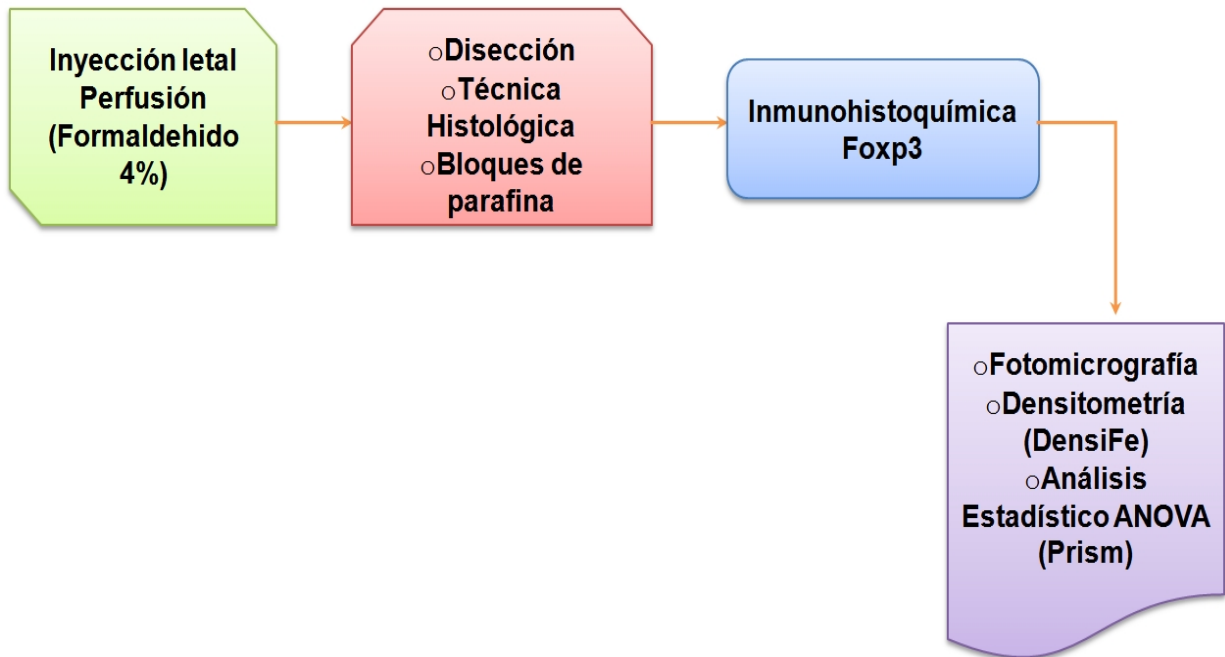 Inyección letal
Perfusión
(Formaldehido
4%)
○Disección
○Técnica
Histológica
○Bloques de
parafina
Inmunohistoquímica
Foxp3
○Fotomicrografía
○Densitometría
(DensiFe)
○Análisis
Estadístico ANOVA
(Prism)